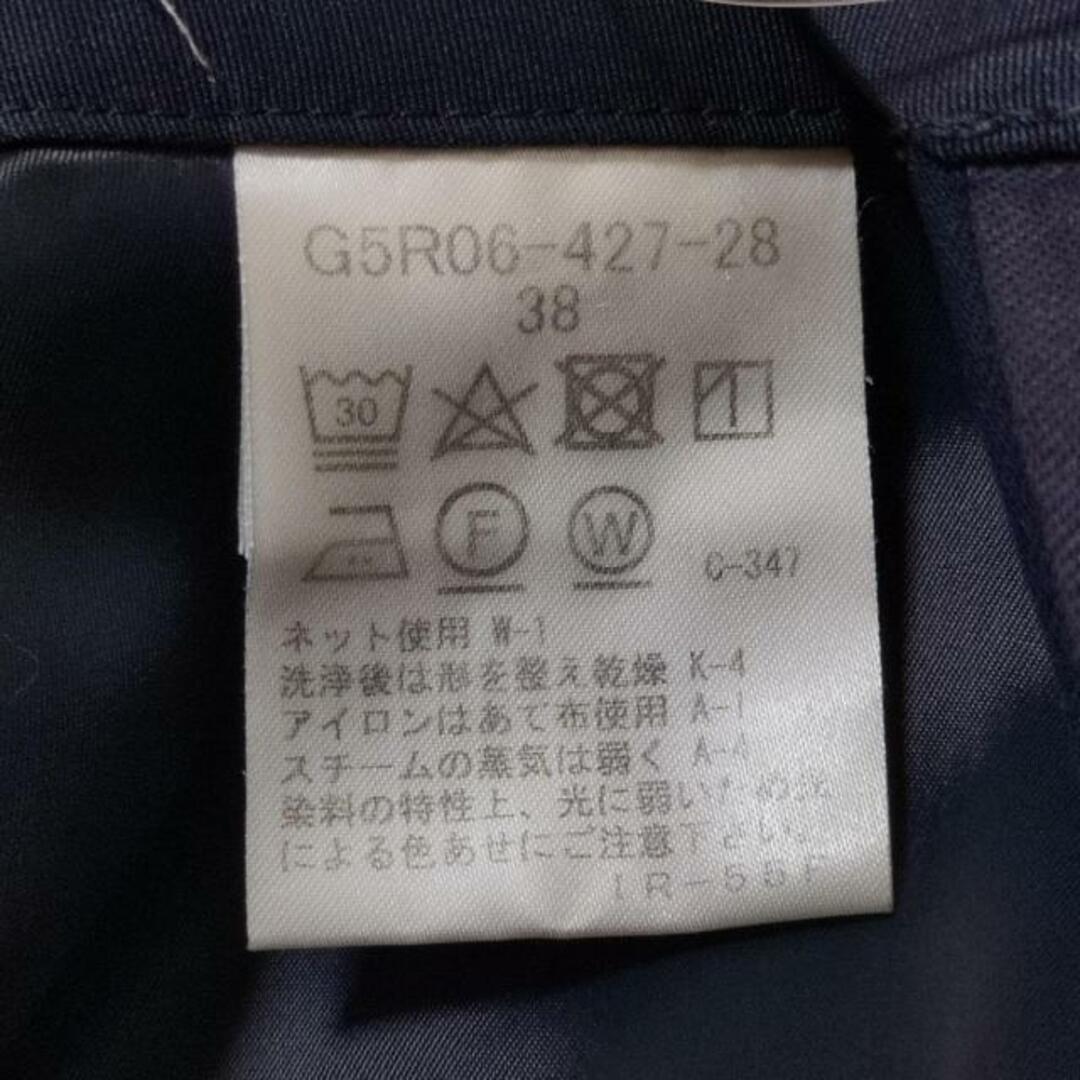 G5R06-427-28
38
30
F W C-347
ネット使用 W-1
洗浄後は形を整え乾燥 K-4
アイロンはあて布使用 A-1
スチームの蒸気は弱く A-4
染料の特性上、光に弱いため光
による色あせにご注意下さい。